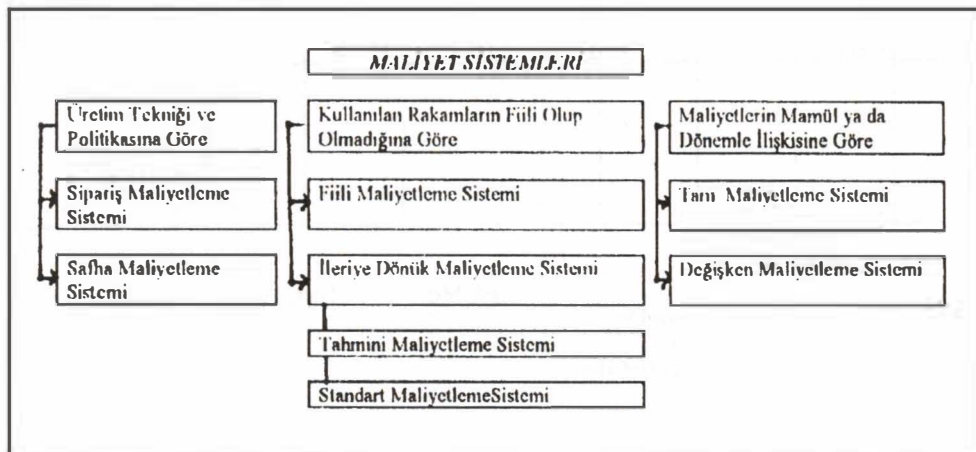 MALİYET SİSTEMLERİ
Üretim Tekniği ve
Politikasına Göre
Sipariş Maliyetleme
Sistemi
Safha Maliyetleme
Sistemi
Kullanılan Rakamların Fiili Olup
Olmadığına Göre
Fiili Maliyetleme Sistemi
İleriye Dönük Maliyetleme Sistemi
Tahmini Maliyetleme Sistemi
Standart MaliyetlemeSistemi
Maliyetlerin Mamûl ya da
Dönemle İlişkisine Göre
Tam Maliyetleme Sistemi
Değişken Maliyetleme Sistemi